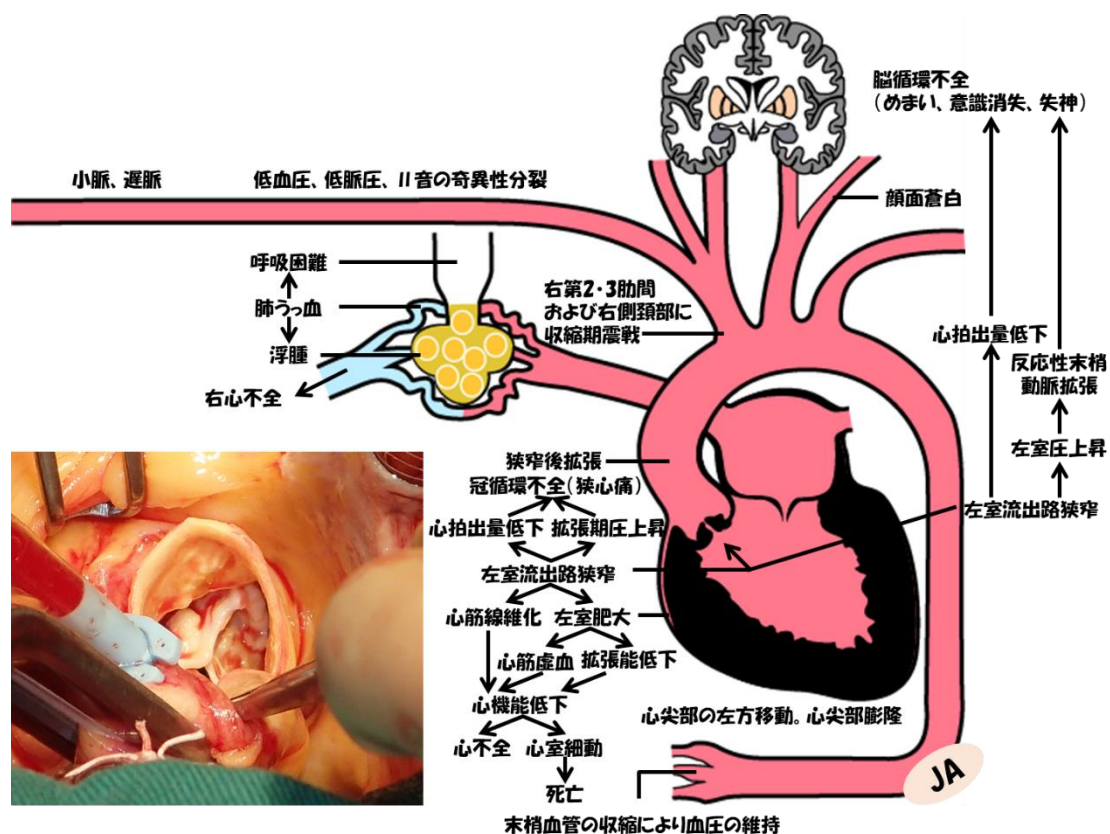 脳循環不全
(めまい、意識消失、失神)
小脈、遅脈
低血圧、低脈圧、II音の奇異性分裂
顔面蒼白
呼吸困難
肺うっ血
浮腫
右心不全
右第2・3肋間
および右側頚部に
収縮期震戦
心拍出量低下
反応性末梢
動脈拡張
左室圧上昇
左室流出路狭窄
狭窄後拡張
冠循環不全(狭心痛)
心拍出量低下
拡張期圧上昇
左室流出路狭窄
心筋線維化
左室肥大
心筋虚血
拡張能低下
心機能低下
心不全
心室細動
死亡
心尖部の左方移動。心尖部膨隆
末梢血管の収縮により血圧の維持
JA